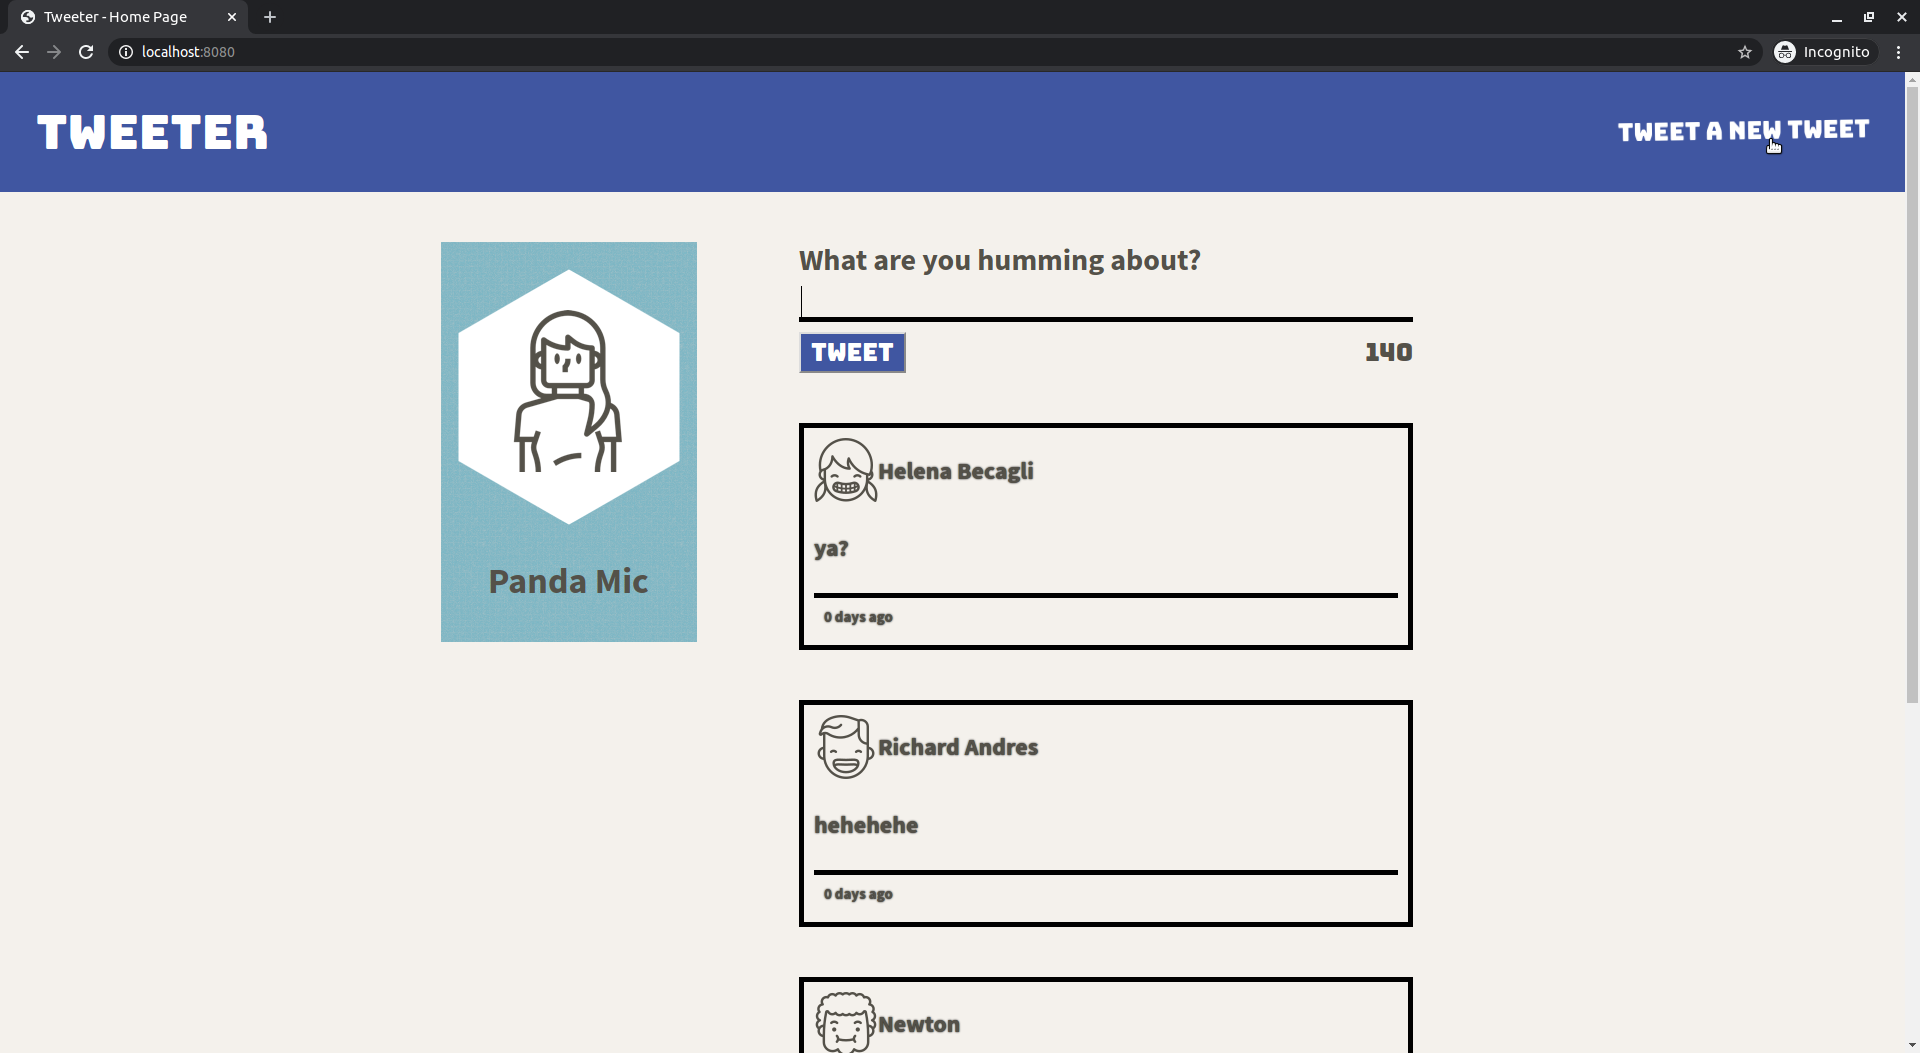 Tweeter - Home Page
localhost:8080
Incognito
TWEETER
TWEET A NEW TWEET
Panda Mic
What are you humming about?
TWEET
140
Helena Becagli
ya?
0 days ago
Richard Andres
hehehehe
0 days ago
Newton